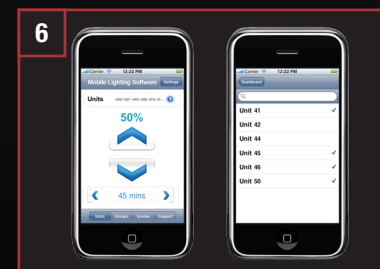 6
Carrier 12:22 PM
Mobile Lighting Software Settings
Units
50%
45 mins
Units Groups Scenes Support
Carrier 12:22 PM
Dashboard
Unit 41
Unit 42
Unit 44
Unit 45
Unit 46
Unit 50